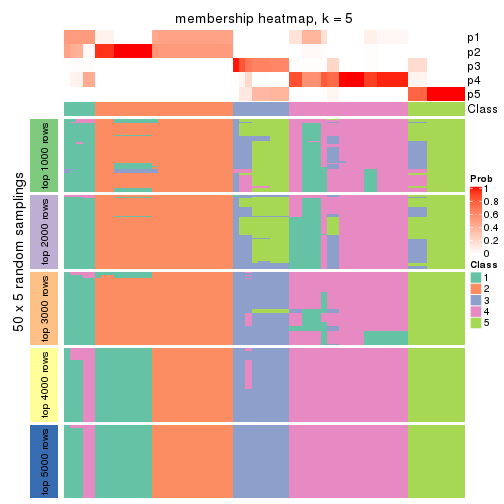 membership heatmap, k = 5
p1
p2
p3
p4
p5
Class
50 x 5 random samplings
top 1000 rows
top 2000 rows
top 3000 rows
top 4000 rows
top 5000 rows
Prob
1
0.8
0.6
0.4
0.2
0
Class
1
2
3
4
5